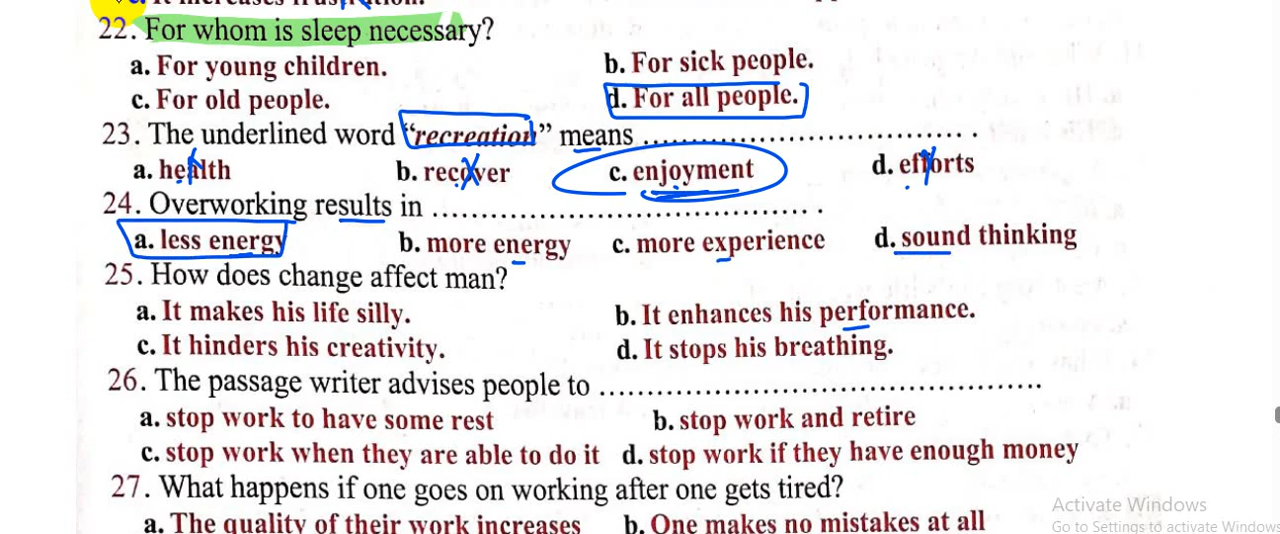 22. For whom is sleep necessary?
a. For young children. b. For sick people.
c. For old people. d. For all people.
23. The underlined word "recreation" means ..............................
a. health b. recover c. enjoyment d. efforts
24. Overworking results in .................................... .
a. less energy b. more energy c. more experience d. sound thinking
25. How does change affect man?
a. It makes his life silly. b. It enhances his performance.
c. It hinders his creativity. d. It stops his breathing.
26. The passage writer advises people to ........................................
a. stop work to have some rest b. stop work and retire
c. stop work when they are able to do it d. stop work if they have enough money
27. What happens if one goes on working after one gets tired?
a. The quality of their work increases b. One makes no mistakes at all
Activate Windows
Go to Settings to activate Windows